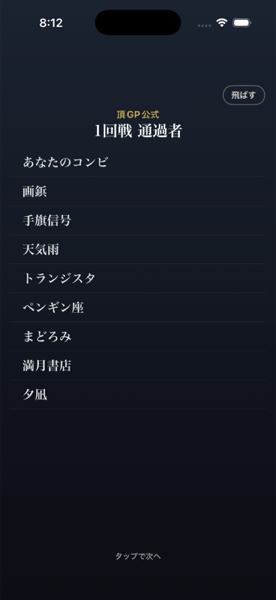 8:12
飛ばす
頂GP公式
1回戦 通過者
あなたのコンビ
画鋲
手旗信号
天気雨
トランジスタ
ペンギン座
まどろみ
満月書店
夕凪
タップで次へ